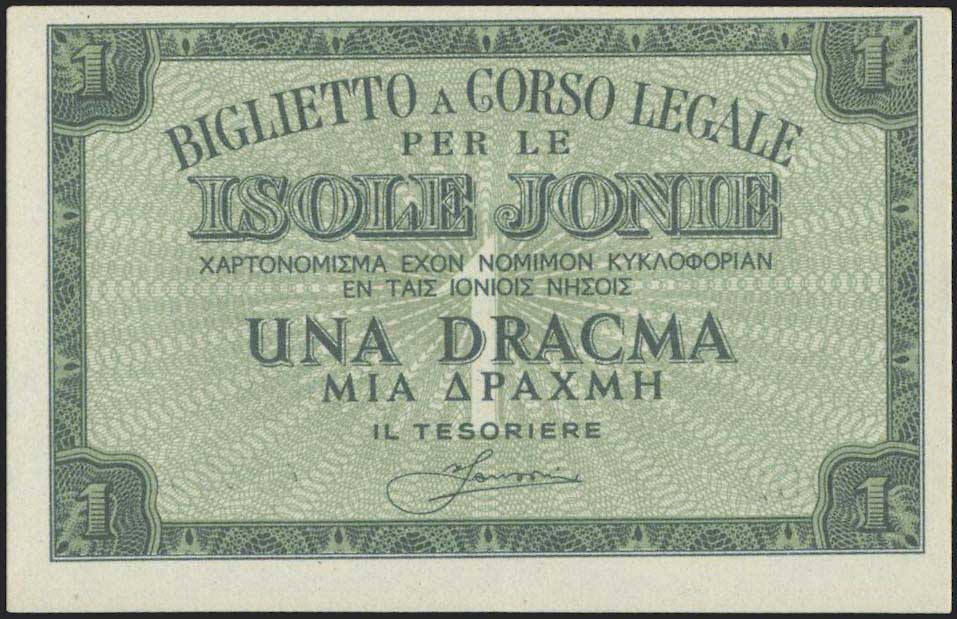 1 1
BIGLIETTO A CORSO LEGALE
PER LE
ISOLE JONIE
ΧΑΡΤΟΝΟΜΙΣΜΑ ΕΧΟΝ ΝΟΜΙΜΟΝ ΚΥΚΛΟΦΟΡΙΑΝ
ΕΝ ΤΑΙΣ ΙΟΝΙΟΙΣ ΝΗΣΟΙΣ
1
UNA DRACMA
ΜΙΑ ΔΡΑΧΜΗ
IL TESORIERE
1 1